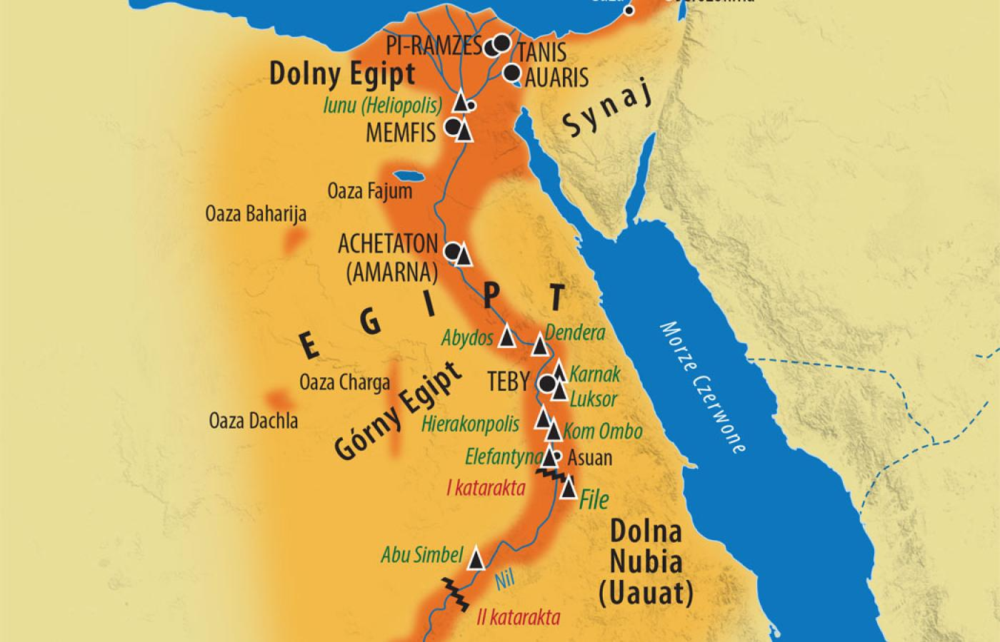 PI-RAMZES
TANIS
Dolny Egipt
AUARIS
Synaj
Iunu (Heliopolis)
MEMFIS
Oaza Fajum
Oaza Baharija
ACHETATON
(AMARNA)
EGIPT
Abydos
Dendera
Morze Czerwone
TEBY
Karnak
Luksor
Oaza Charga
Górny Egipt
Oaza Dachla
Hierakonpolis
Kom Ombo
Elefantyna
Asuan
I katarakta
File
Dolna
Nubia
(Uauat)
Abu Simbel
Nil
II katarakta